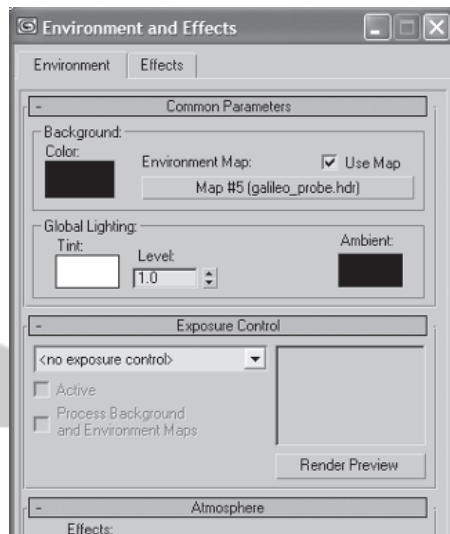 Environment and Effects
Environment Effects
- Common Parameters
Background:
Color:
Environment Map: Use Map
Map #5 (galileo_probe.hdr)
Global Lighting:
Tint: Level: Ambient:
1.0
- Exposure Control
<no exposure control>
Active
Process Background
and Environment Maps
Render Preview
- Atmosphere
Effects: